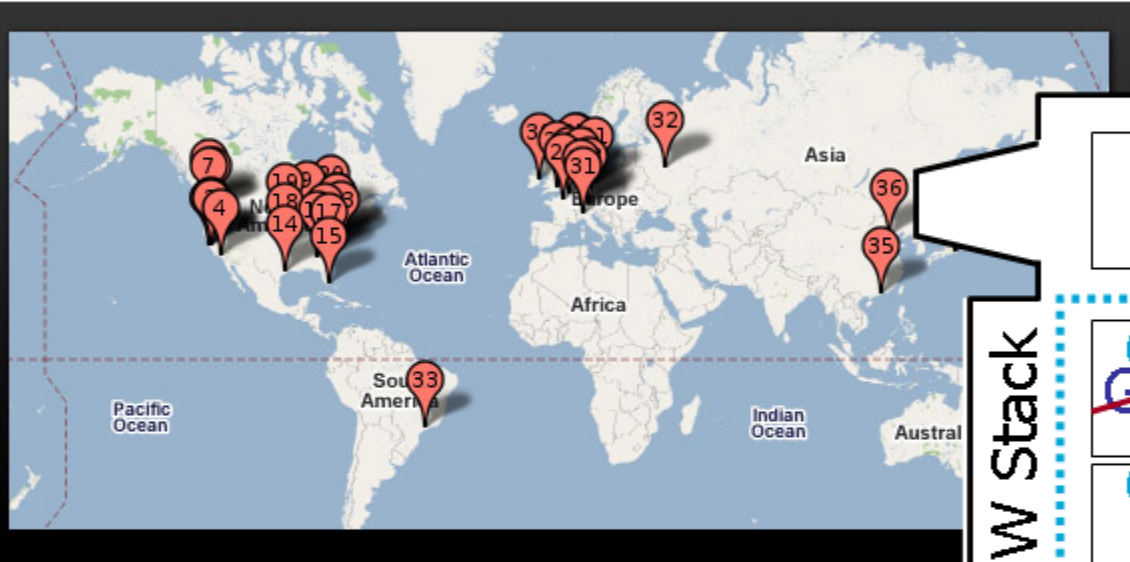 32
7
31
Asia
36
Europe
4
18
14
17
15
35
Atlantic
Ocean
Africa
33
America
Pacific
Ocean
Indian
Ocean
Austral
W Stack